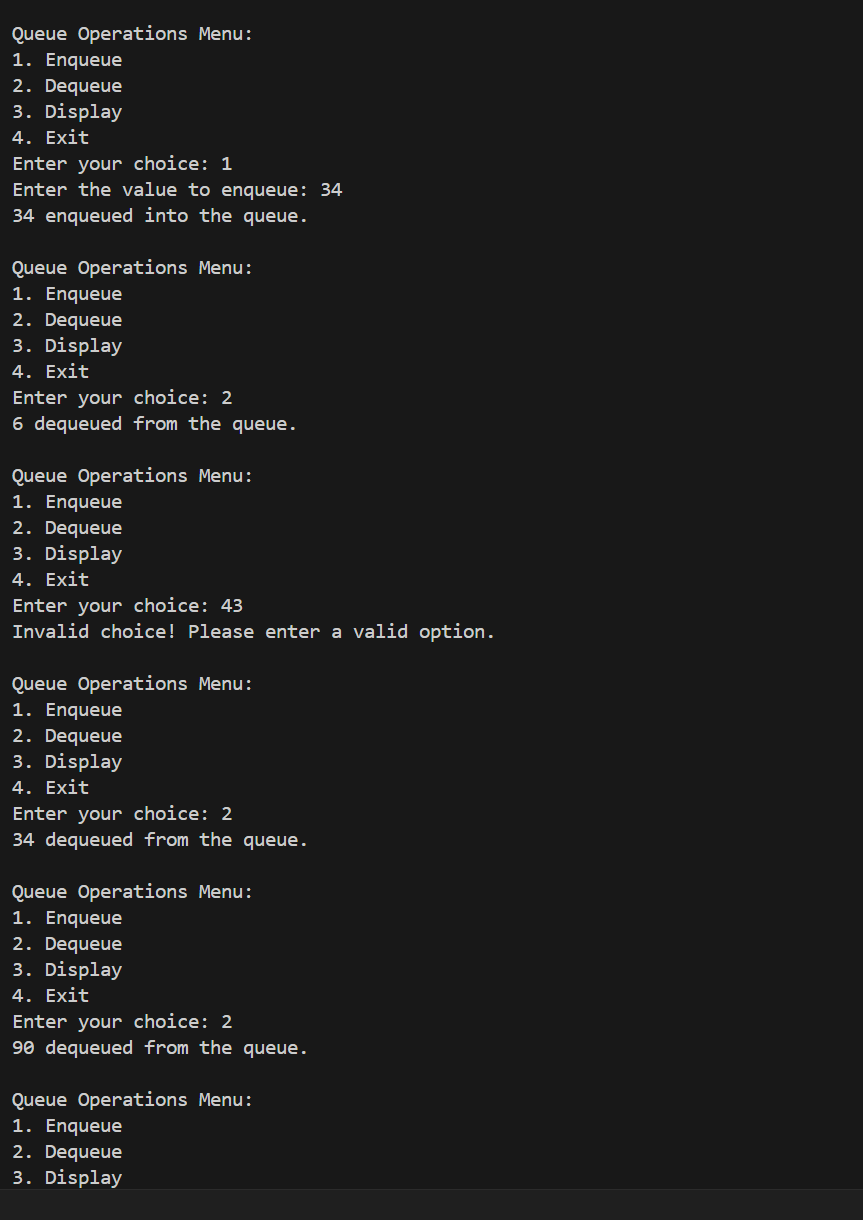 Queue Operations Menu:
1. Enqueue
2. Dequeue
3. Display
4. Exit
Enter your choice: 1
Enter the value to enqueue: 34
34 enqueued into the queue.

Queue Operations Menu:
1. Enqueue
2. Dequeue
3. Display
4. Exit
Enter your choice: 2
6 dequeued from the queue.

Queue Operations Menu:
1. Enqueue
2. Dequeue
3. Display
4. Exit
Enter your choice: 43
Invalid choice! Please enter a valid option.

Queue Operations Menu:
1. Enqueue
2. Dequeue
3. Display
4. Exit
Enter your choice: 2
34 dequeued from the queue.

Queue Operations Menu:
1. Enqueue
2. Dequeue
3. Display
4. Exit
Enter your choice: 2
90 dequeued from the queue.

Queue Operations Menu:
1. Enqueue
2. Dequeue
3. Display